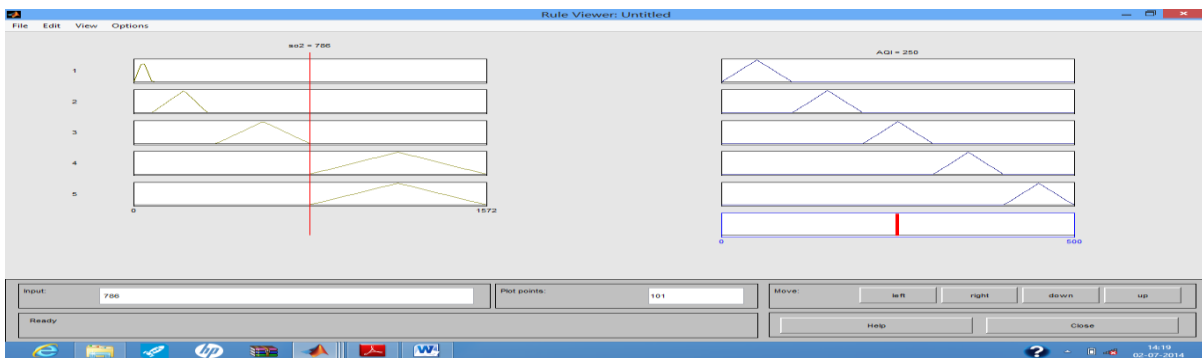 Rule Viewer: Untitled
File Edit View Options
so2 = 786
AQI = 250
1
2
3
4
5
0
1572
0
500
Input:
786
Plot points:
101
Move:
left
right
down
up
Ready
Help
Close
14:19
02-07-2014